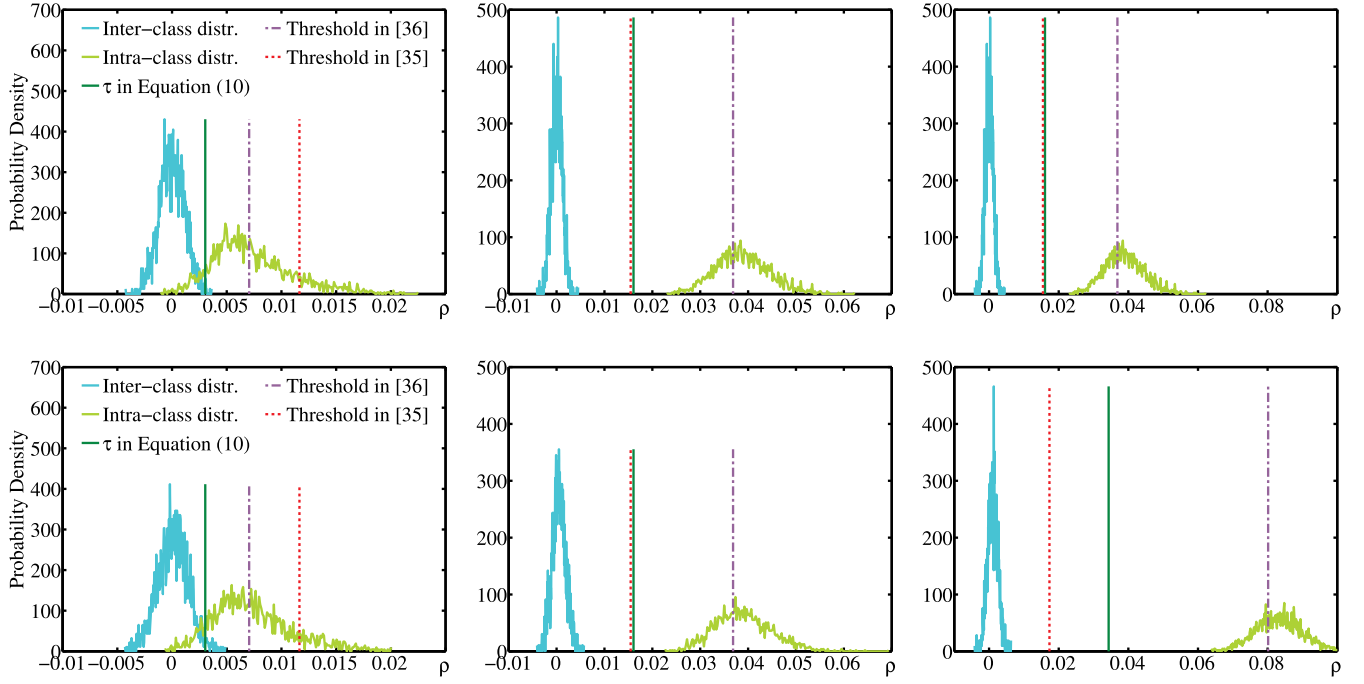 700
600
500
400
300
200
100
0
Probability Density
Inter−class distr.
Intra−class distr.
τ in Equation (10)
Threshold in [36]
Threshold in [35]
−0.01 −0.005 0 0.005 0.01 0.015 0.02 ρ
500
400
300
200
100
0
−0.01 0 0.01 0.02 0.03 0.04 0.05 0.06 ρ
500
400
300
200
100
0
0 0.02 0.04 0.06 0.08 ρ
700
600
500
400
300
200
100
0
Probability Density
Inter−class distr.
Intra−class distr.
τ in Equation (10)
Threshold in [36]
Threshold in [35]
−0.01 −0.005 0 0.005 0.01 0.015 0.02 ρ
500
400
300
200
100
0
−0.01 0 0.01 0.02 0.03 0.04 0.05 0.06 ρ
500
400
300
200
100
0
0 0.02 0.04 0.06 0.08 ρ